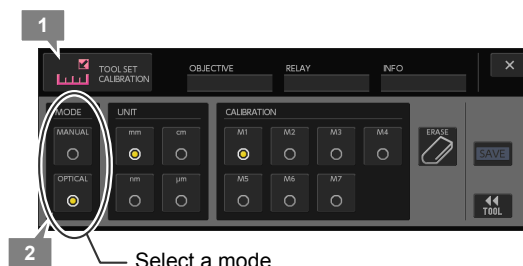 1
TOOL SET
CALIBRATION
OBJECTIVE
RELAY
INFO
×
MODE
UNIT
CALIBRATION
MANUAL
mm
cm
M1
M2
M3
M4
ERASE
SAVE
OPTICAL
nm
μm
M5
M6
M7
TOOL
2
Select a mode